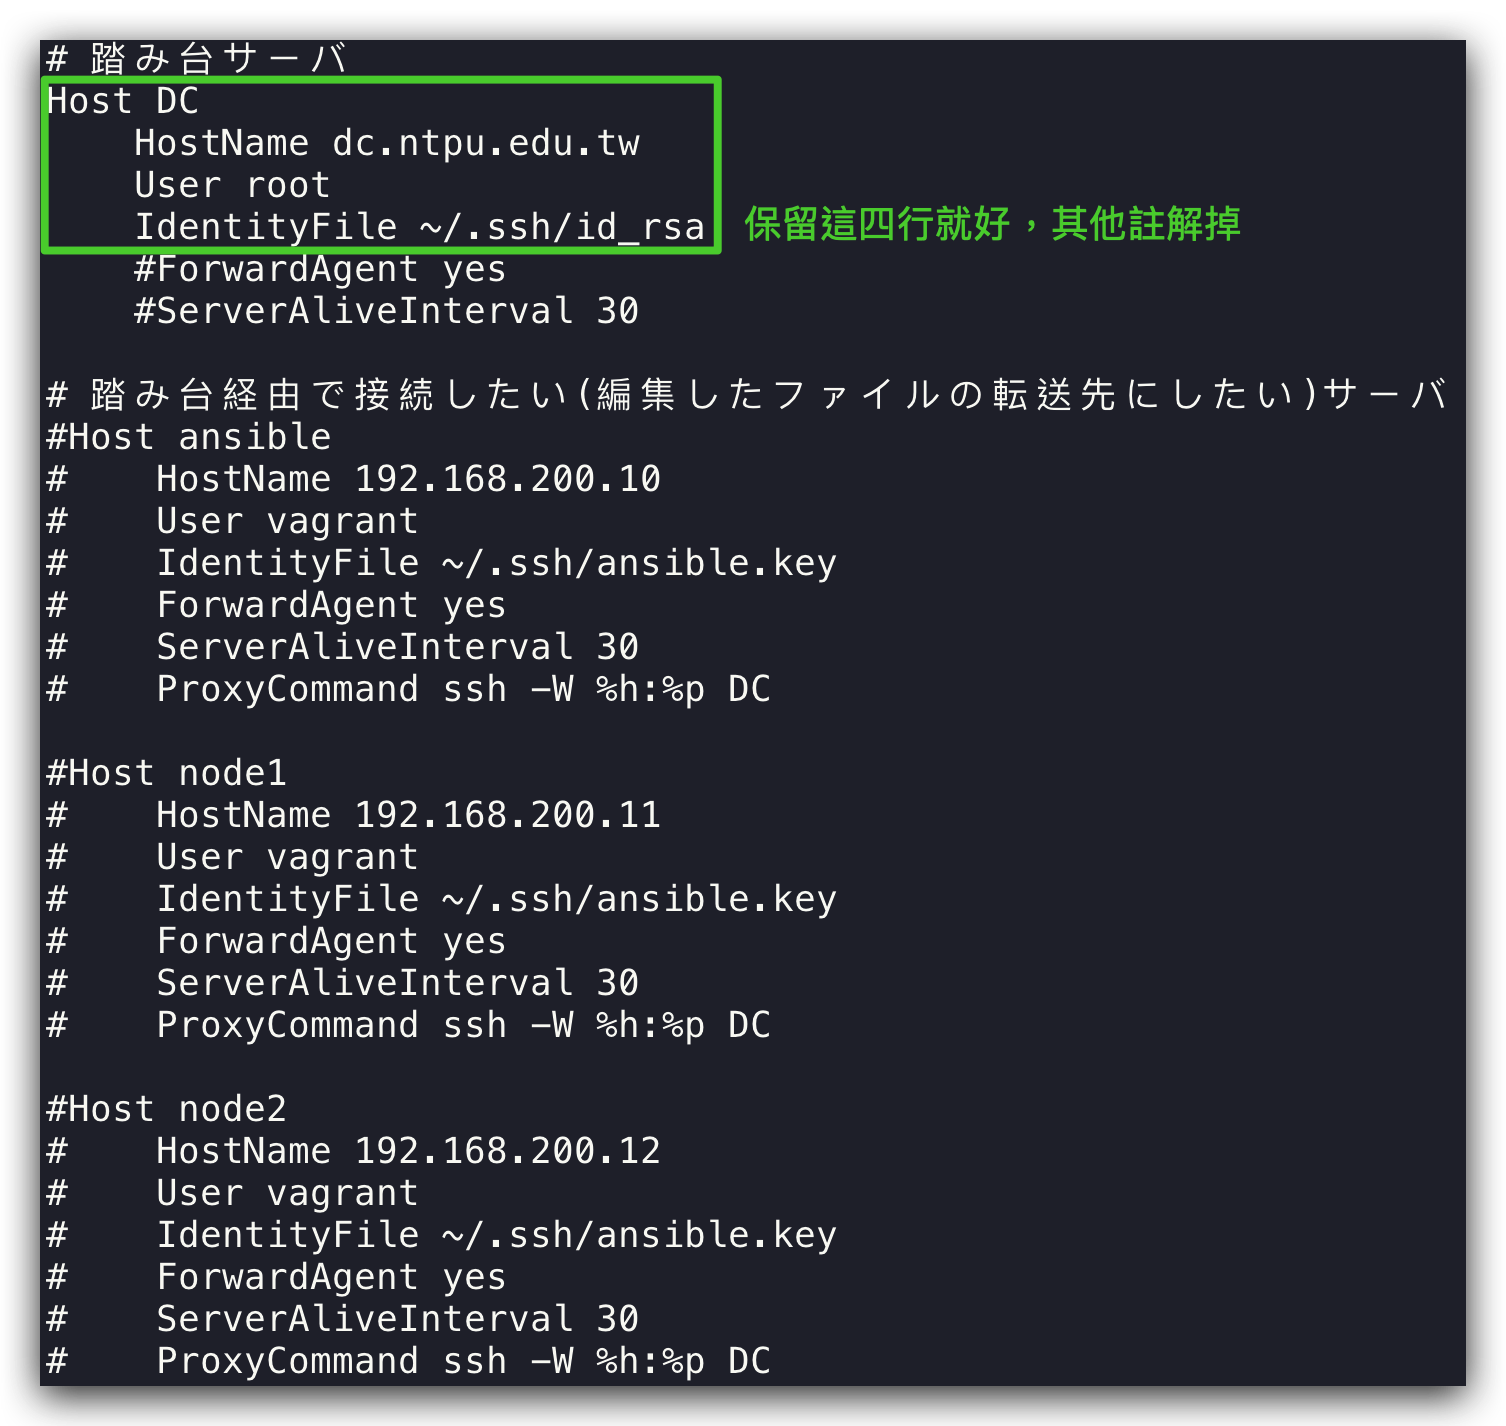 # 踏み台サーバ
Host DC
    HostName dc.ntpu.edu.tw
    User root
    IdentityFile ~/.ssh/id_rsa
保留這四行就好，其他註解掉
    #ForwardAgent yes
    #ServerAliveInterval 30

# 踏み台経由で接続したい(編集したファイルの転送先にしたい)サーバ
#Host ansible
#    HostName 192.168.200.10
#    User vagrant
#    IdentityFile ~/.ssh/ansible.key
#    ForwardAgent yes
#    ServerAliveInterval 30
#    ProxyCommand ssh -W %h:%p DC

#Host node1
#    HostName 192.168.200.11
#    User vagrant
#    IdentityFile ~/.ssh/ansible.key
#    ForwardAgent yes
#    ServerAliveInterval 30
#    ProxyCommand ssh -W %h:%p DC

#Host node2
#    HostName 192.168.200.12
#    User vagrant
#    IdentityFile ~/.ssh/ansible.key
#    ForwardAgent yes
#    ServerAliveInterval 30
#    ProxyCommand ssh -W %h:%p DC